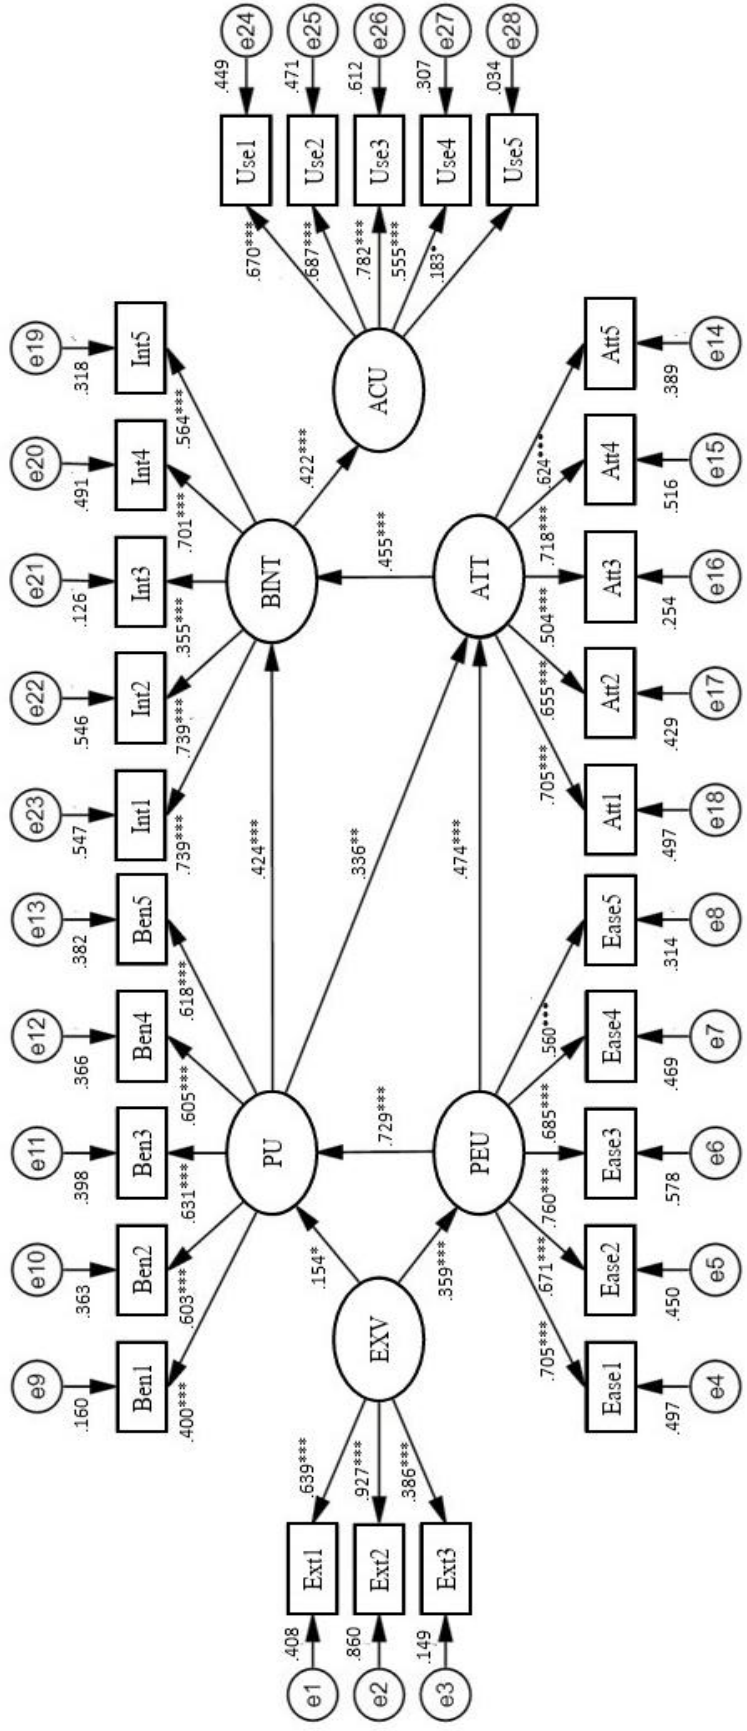 e9 e10 e11 e12 e13 e23 e22 e21 e20 e19
.160 .363 .398 .366 .382 .547 .546 .126 .491 .318
Ben1 Ben2 Ben3 Ben4 Ben5 Int1 Int2 Int3 Int4 Int5
.400*** .603*** .631*** .605*** .618*** .739*** .739*** .355*** .701*** .564***
.449
Use1 e24
.670***
PU .424*** BINT
.471
Use2 e25
.687***
.408
e1 Ext1 .639***
.154* .422***
.612
.782*** Use3 e26
.860
e2 Ext2 .927*** EXV .729*** .336** .455*** ACU
.555*** .307
Use4 e27
.149
e3 Ext3 .386***
.359*** .183*
.034
Use5 e28
PEU .474*** ATT
.705*** .671*** .760*** .685*** .560*** .705*** .655*** .504*** .718*** .624***
Ease1 Ease2 Ease3 Ease4 Ease5 Att1 Att2 Att3 Att4 Att5
.497 .450 .578 .469 .314 .497 .429 .254 .516 .389
e4 e5 e6 e7 e8 e18 e17 e16 e15 e14